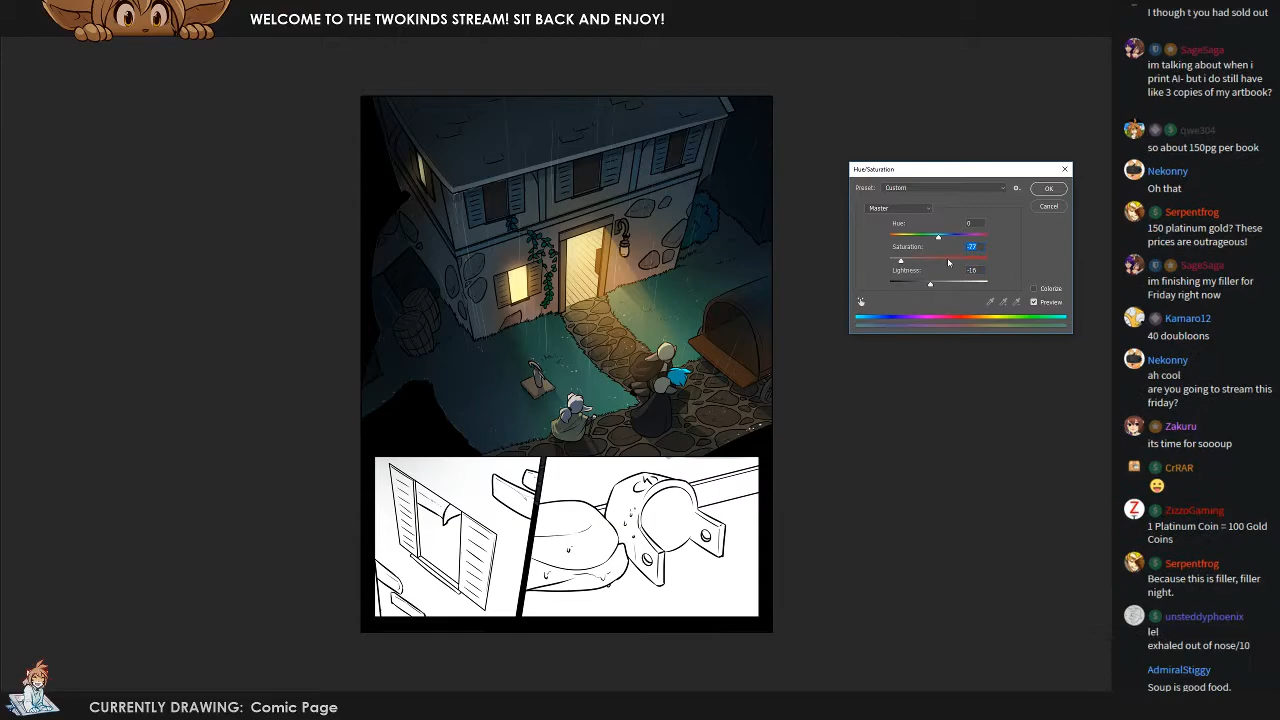 WELCOME TO THE TWOKINDS STREAM! SIT BACK AND ENJOY!
Hue/Saturation
Preset: Custom
OK
Master
Cancel
Hue: 0
Saturation: -77
Lightness: -16
Colorize
Preview
I though t you had sold out
SageSaga
im talking about when i
print AI- but i do still have
like 3 copies of my artbook?
qwe304
so about 150pg per book
Nekonny
Oh that
Serpentfrog
150 platinum gold? These
prices are outrageous!
SageSaga
im finishing my filler for
Friday right now
Kamaro12
40 doubloons
Nekonny
ah cool
are you going to stream this
friday?
Zakuru
its time for soooup
CrRAR
ZizzoGaming
1 Platinum Coin = 100 Gold
Coins
Serpentfrog
Because this is filler, filler
night.
unsteddyphoenix
lel
exhaled out of nose/10
AdmiralStiggy
Soup is good food.
CURRENTLY DRAWING: Comic Page